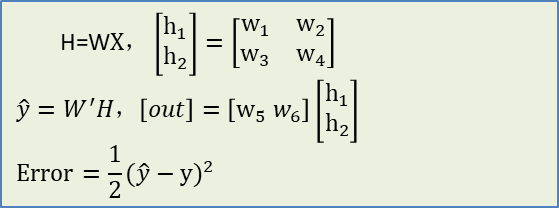 H=WX， [h₁ h₂] = [w₁ w₂ w₃ w₄]
ŷ = W′H， [out] = [w₅ w₆] [h₁ h₂]
Error = 1/2 (ŷ − y)²